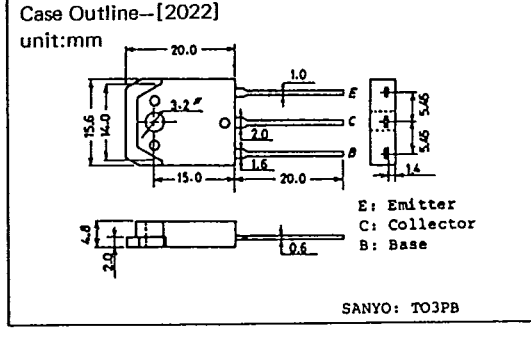 Case Outline—[2022]
unit:mm
20.0
1.0
E
3.2ø
15.6
14.0
C
5.45
2.0
5.45
B
1.6
1.4
15.0
20.0
E: Emitter
C: Collector
B: Base
4.8
2.0
0.6
SANYO: TO3PB